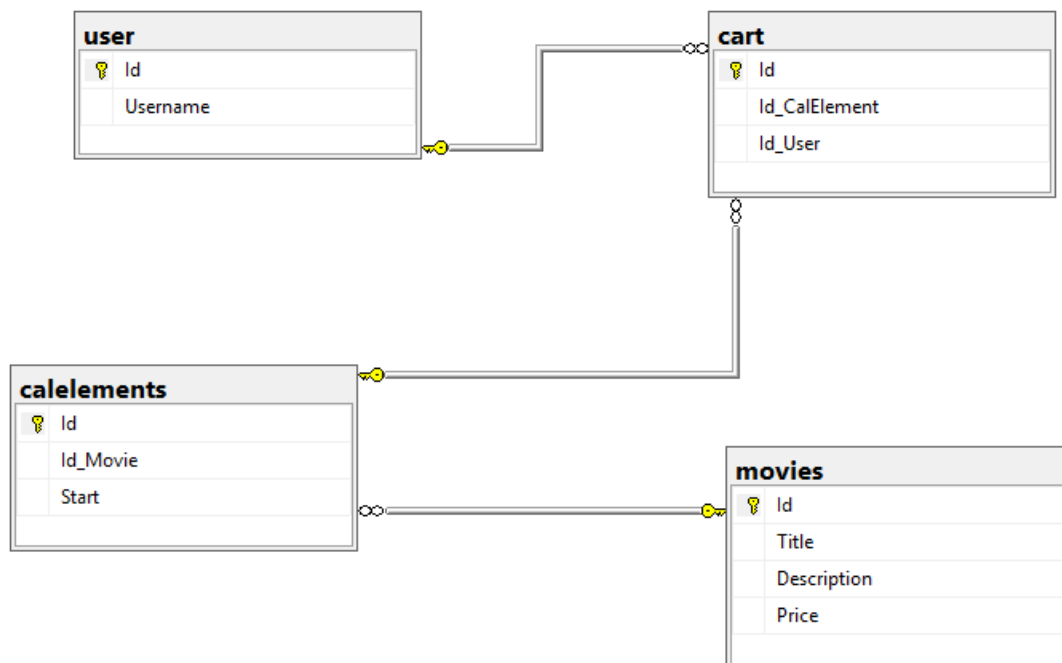 user
Id
Username
cart
Id
Id_CalElement
Id_User
calelements
Id
Id_Movie
Start
movies
Id
Title
Description
Price